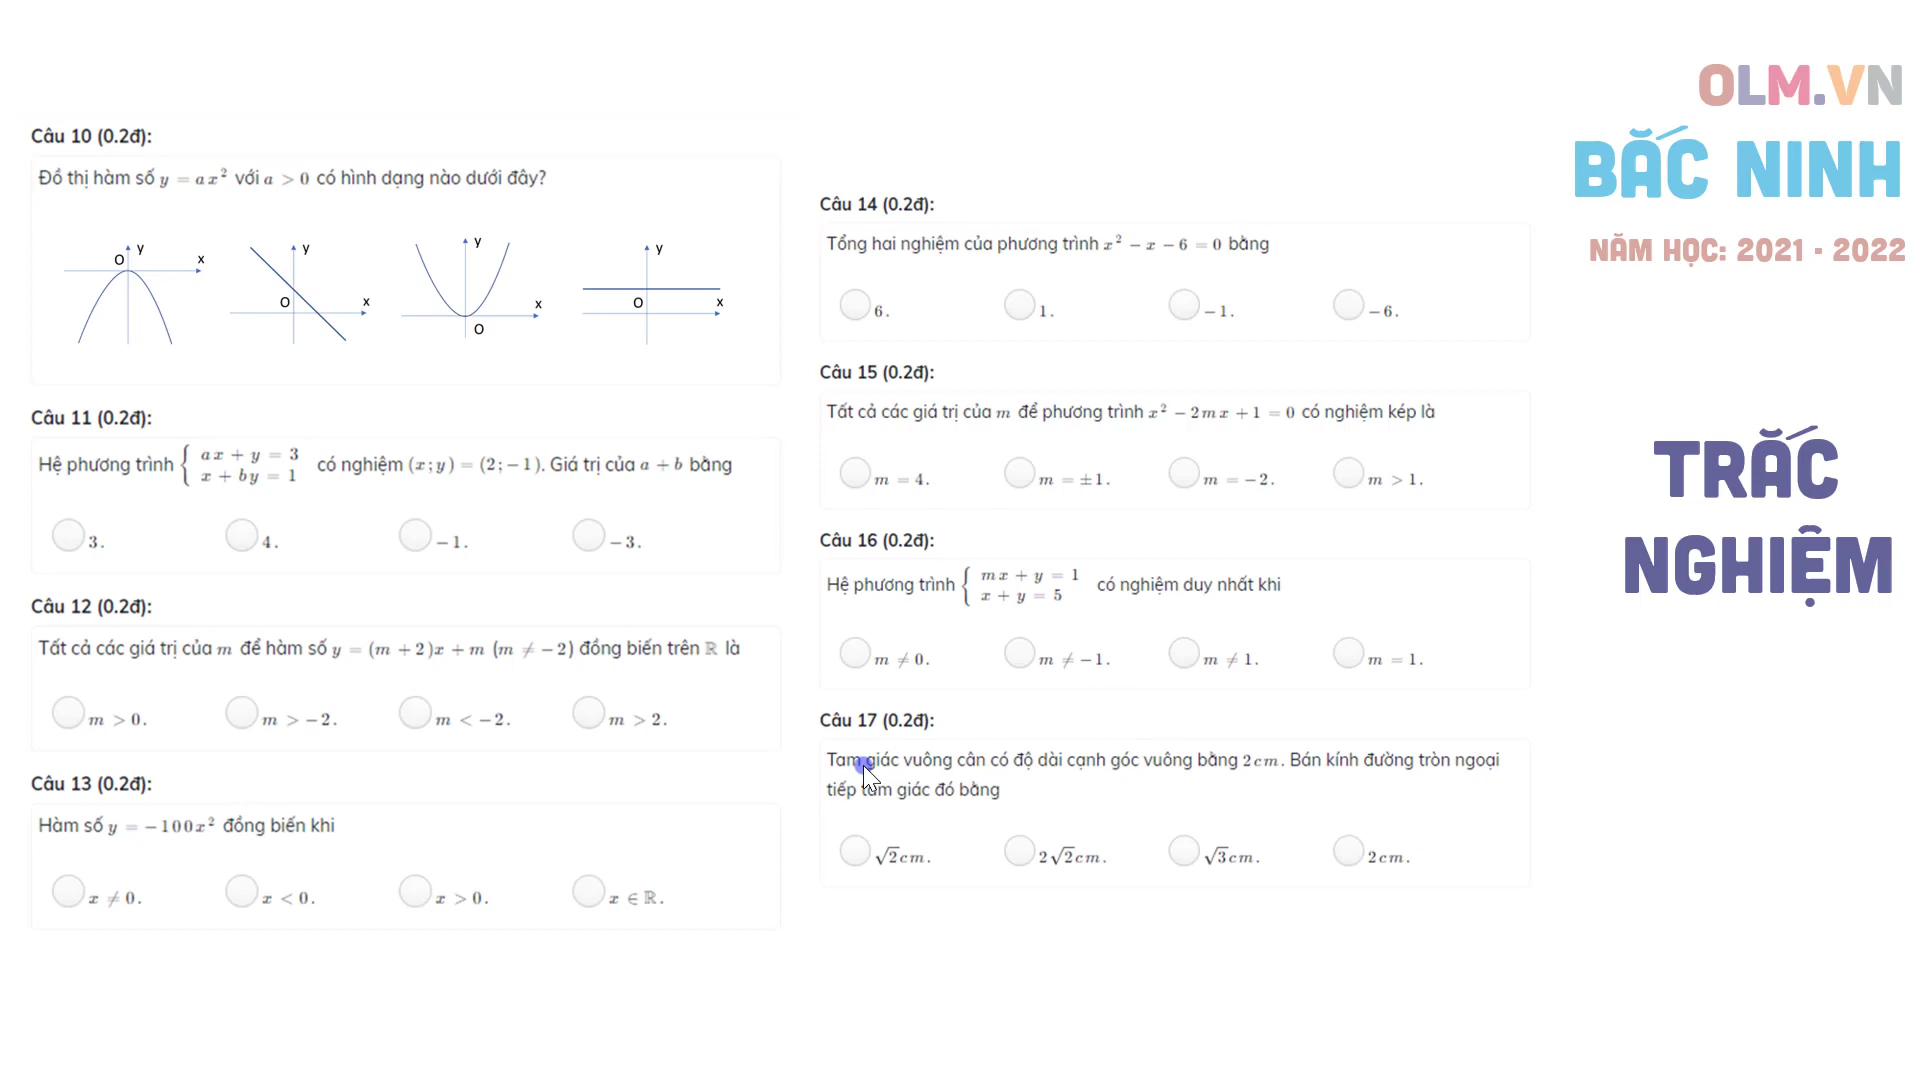 Câu 10 (0.2đ):
Đồ thị hàm số y = ax² với a > 0 có hình dạng nào dưới đây?
y
O
x
y
O
x
y
x
O
y
O
x
Câu 11 (0.2đ):
Hệ phương trình { ax + y = 3
x + by = 1 có nghiệm (x; y) = (2; −1). Giá trị của a + b bằng
3.
4.
−1.
−3.
Câu 12 (0.2đ):
Tất cả các giá trị của m để hàm số y = (m + 2)x + m (m ≠ −2) đồng biến trên ℝ là
m > 0.
m > −2.
m < −2.
m > 2.
Câu 13 (0.2đ):
Hàm số y = −100x² đồng biến khi
x ≠ 0.
x < 0.
x > 0.
x ∈ ℝ.
Câu 14 (0.2đ):
Tổng hai nghiệm của phương trình x² − x − 6 = 0 bằng
6.
1.
−1.
−6.
Câu 15 (0.2đ):
Tất cả các giá trị của m để phương trình x² − 2mx + 1 = 0 có nghiệm kép là
m = 4.
m = ±1.
m = −2.
m > 1.
Câu 16 (0.2đ):
Hệ phương trình { mx + y = 1
x + y = 5 có nghiệm duy nhất khi
m ≠ 0.
m ≠ −1.
m ≠ 1.
m = 1.
Câu 17 (0.2đ):
Tam giác vuông cân có độ dài cạnh góc vuông bằng 2cm. Bán kính đường tròn ngoại
tiếp tam giác đó bằng
√2cm.
2√2cm.
√3cm.
2cm.
OLM.VN
BẮC NINH
NĂM HỌC: 2021 - 2022
TRẮC
NGHIỆM